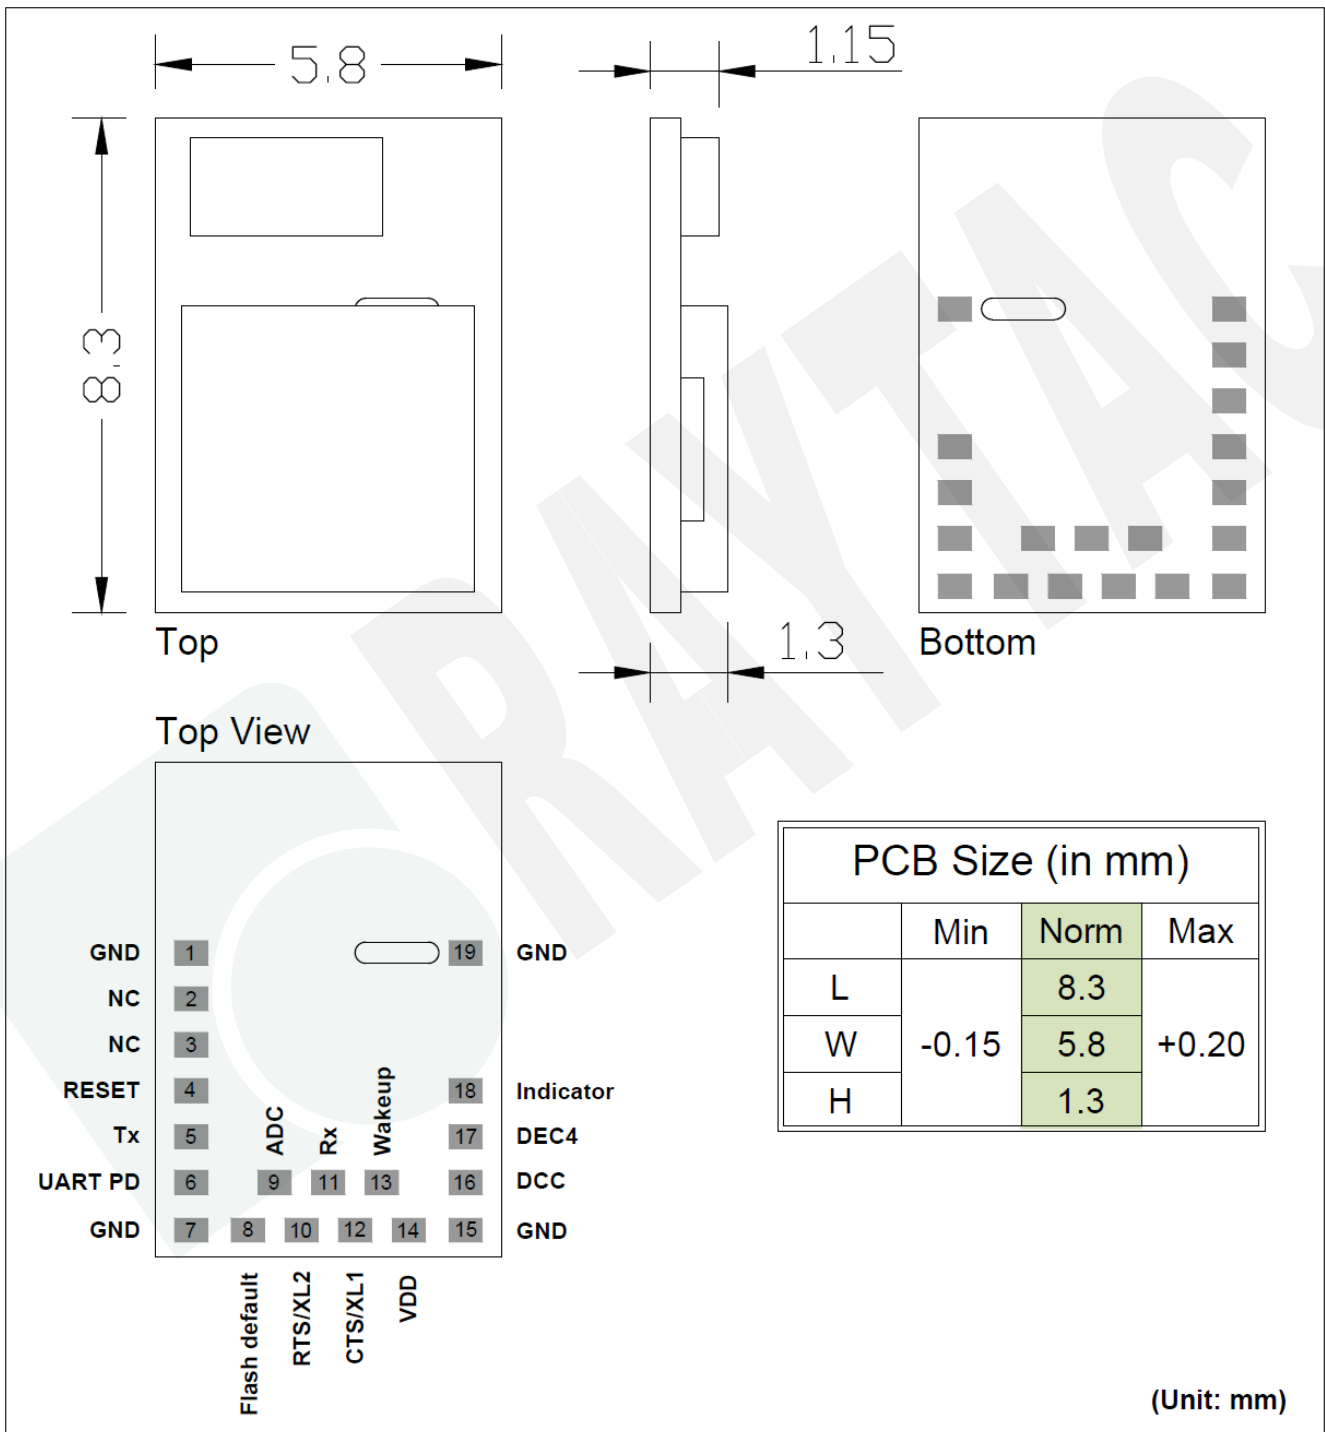 5.8
1.15
8.3
Top
1.3
Bottom
RAYTAC
Top View
PCB Size (in mm)
Min Norm Max
L 8.3
W -0.15 5.8 +0.20
H 1.3
GND 1 19 GND
NC 2
NC 3
RESET 4 18 Indicator
Tx 5 ADC Rx Wakeup 17 DEC4
UART PD 6 9 11 13 16 DCC
GND 7 8 10 12 14 15 GND
Flash default
RTS/XL2
CTS/XL1
VDD
(Unit: mm)